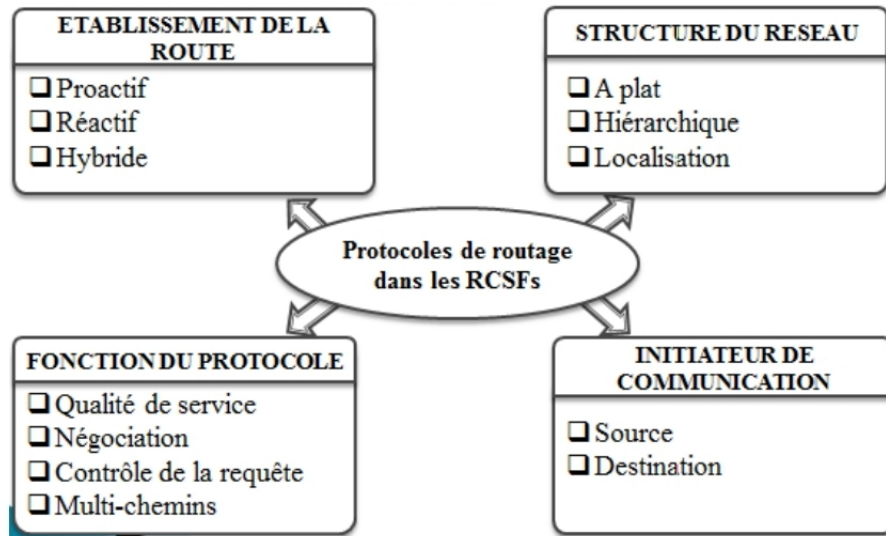 ETABLISSEMENT DE LA
ROUTE
Proactif
Réactif
Hybride
STRUCTURE DU RESEAU
A plat
Hiérarchique
Localisation
Protocoles de routage
dans les RCSFs
FONCTION DU PROTOCOLE
Qualité de service
Négociation
Contrôle de la requête
Multi-chemins
INITIATEUR DE
COMMUNICATION
Source
Destination